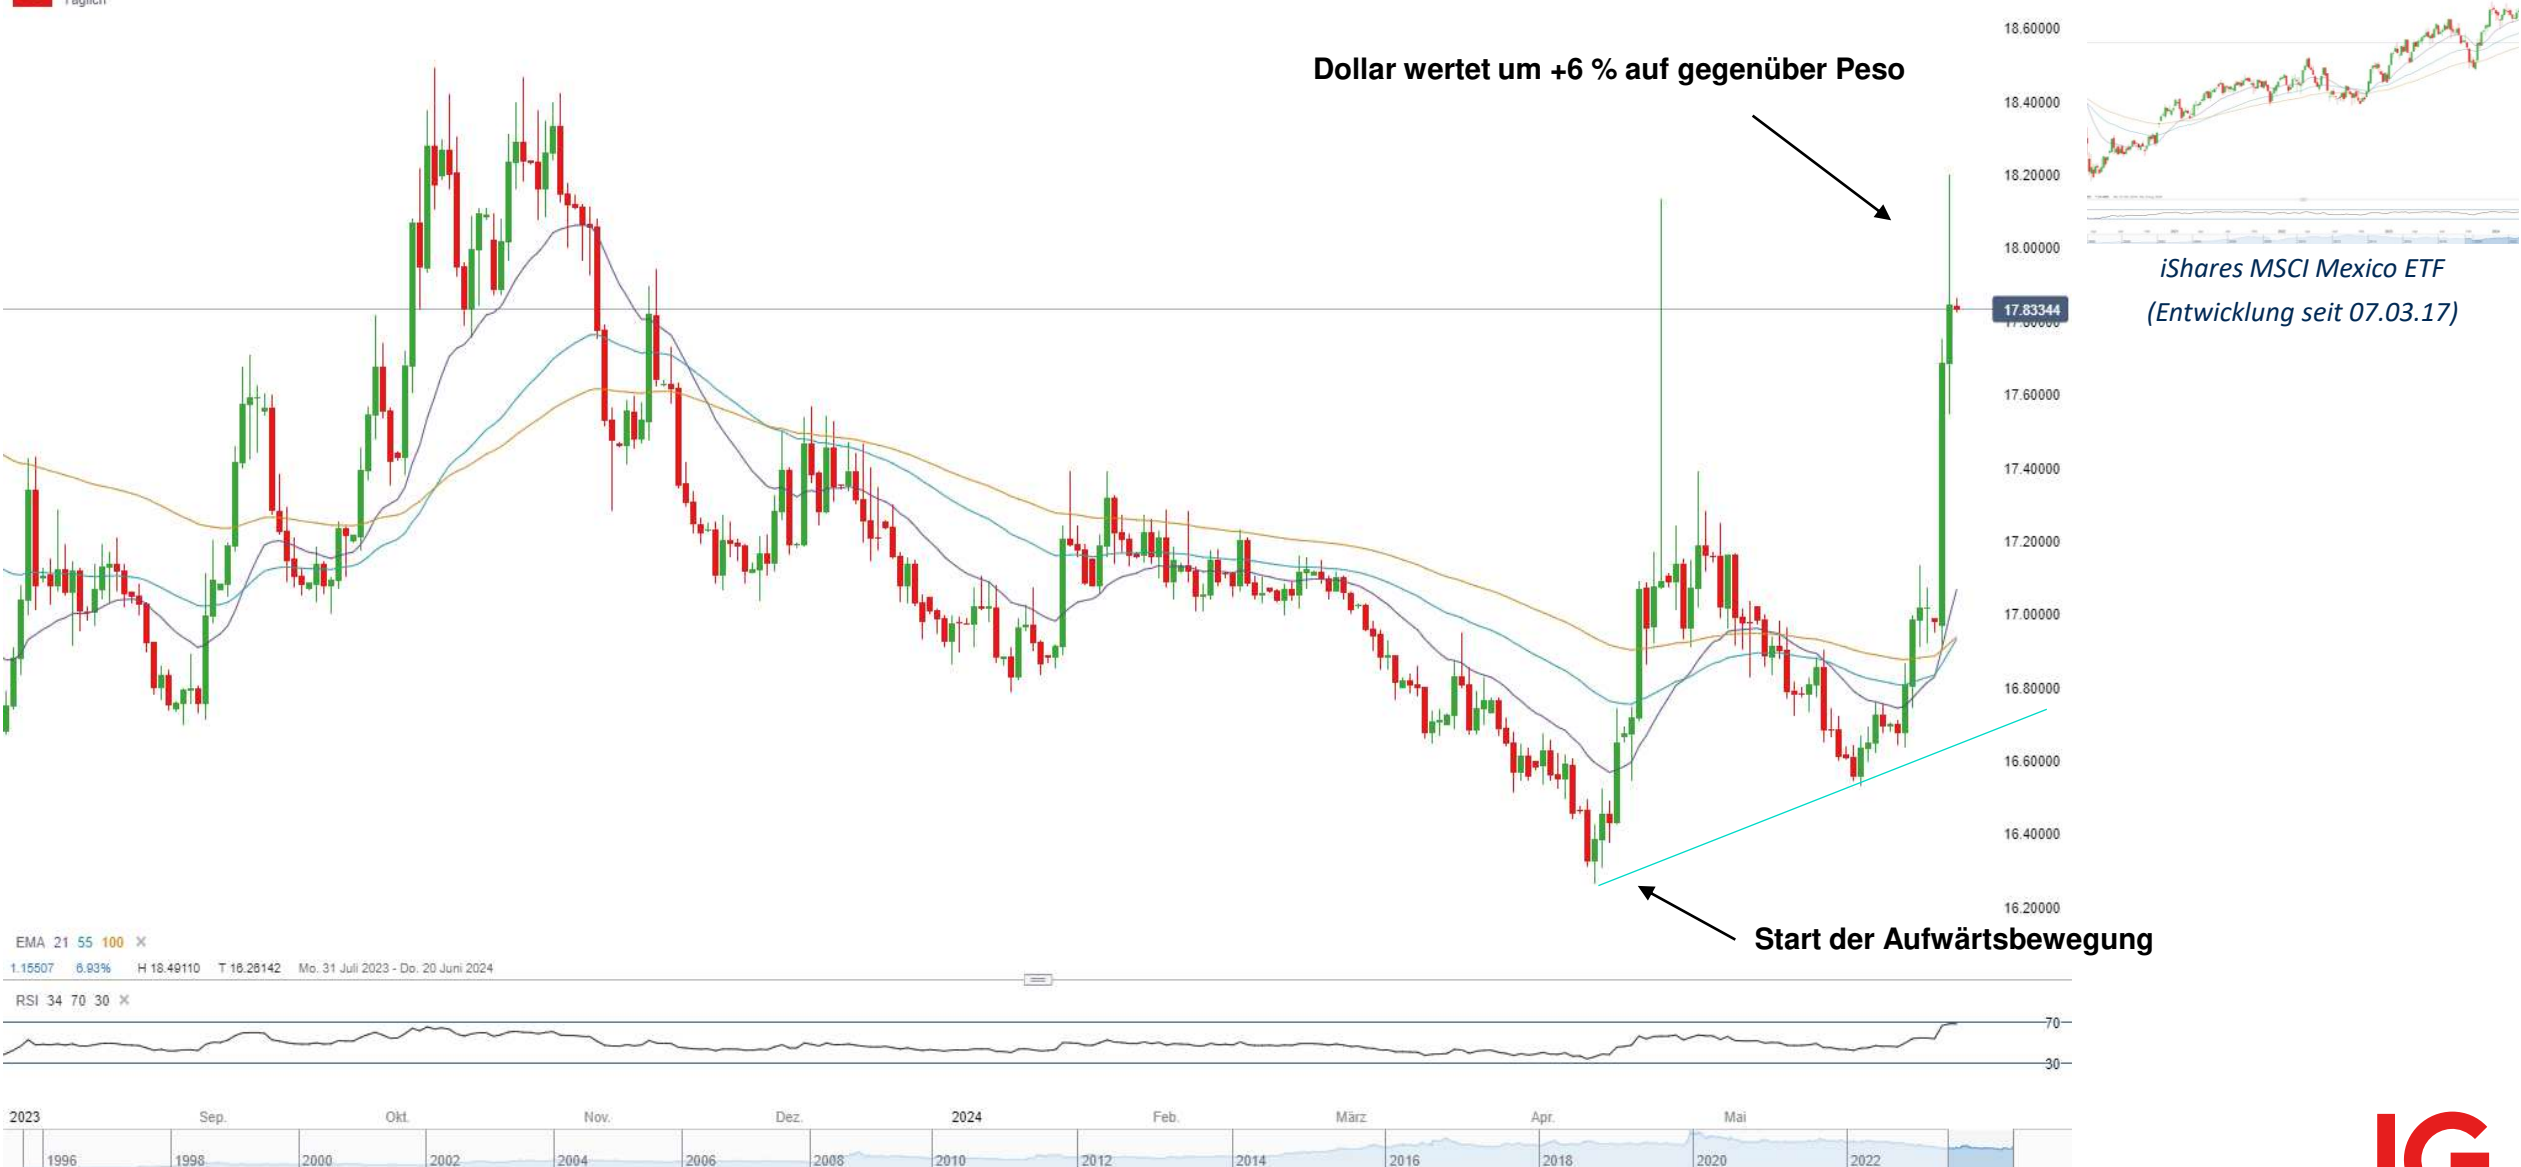 Täglich
18.60000
Dollar wertet um +6 % auf gegenüber Peso
18.40000
18.20000
18.00000
iShares MSCI Mexico ETF
17.83344
(Entwicklung seit 07.03.17)
17.80000
17.60000
17.40000
17.20000
17.00000
16.80000
16.60000
16.40000
16.20000
Start der Aufwärtsbewegung
EMA 21 55 100
1.15507 6.93% H 18.49110 T 16.26142 Mo. 31 Juli 2023 - Do. 20 Juni 2024
RSI 34 70 30
70
30
2023 Sep. Okt. Nov. Dez. 2024 Feb. März Apr. Mai
1996 1998 2000 2002 2004 2006 2008 2010 2012 2014 2016 2018 2020 2022
IG